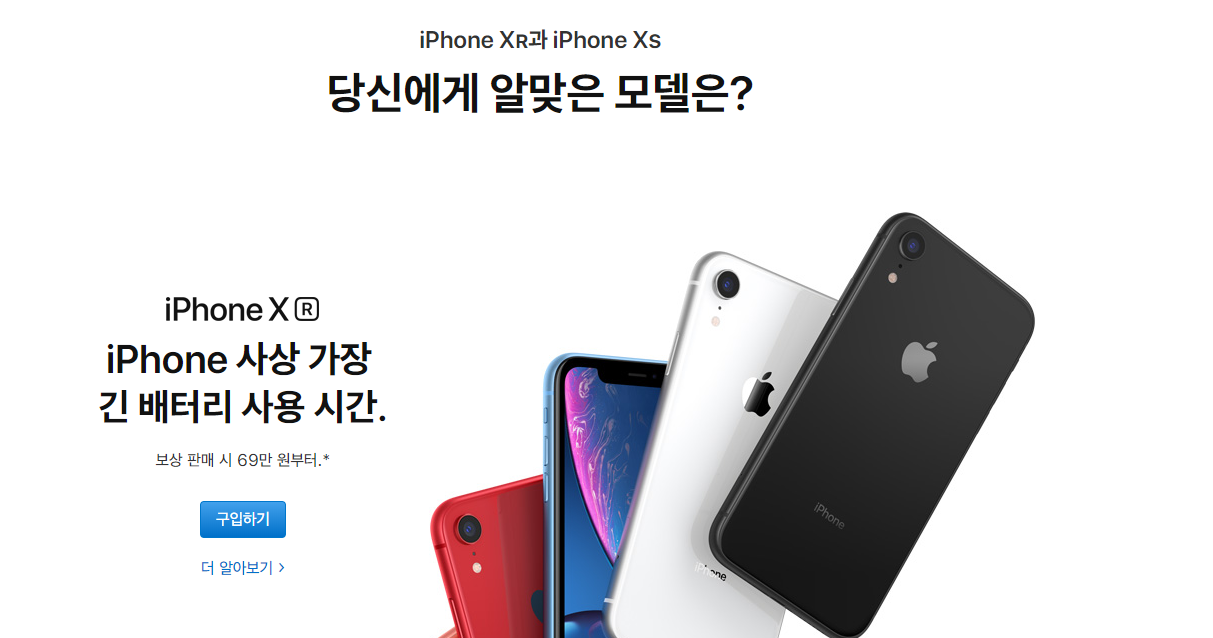 iPhone XR과 iPhone Xs
당신에게 알맞은 모델은?
iPhone X R
iPhone 사상 가장
긴 배터리 사용 시간.
보상 판매 시 69만 원부터.*
구입하기
더 알아보기 >
iPhone
iPhone